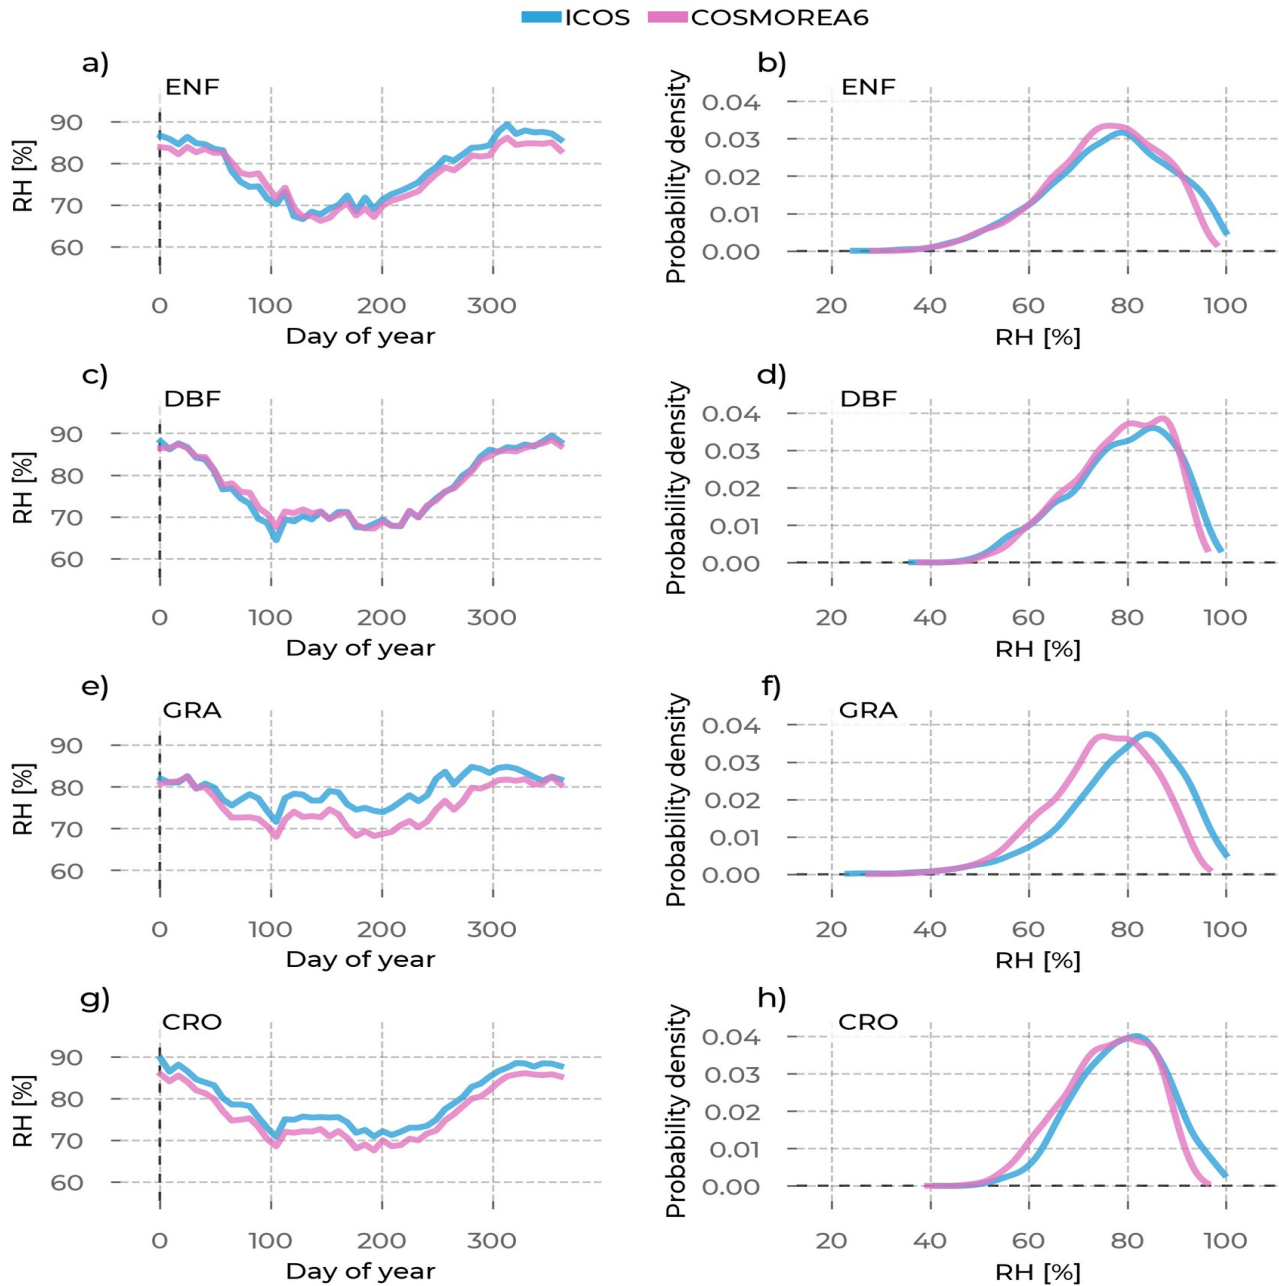 ICOS COSMOREA6
a)
ENF
RH [%]
90
80
70
60
0 100 200 300
Day of year
b)
ENF
Probability density
0.04
0.03
0.02
0.01
0.00
20 40 60 80 100
RH [%]
c)
DBF
RH [%]
90
80
70
60
0 100 200 300
Day of year
d)
DBF
Probability density
0.04
0.03
0.02
0.01
0.00
20 40 60 80 100
RH [%]
e)
GRA
RH [%]
90
80
70
60
0 100 200 300
Day of year
f)
GRA
Probability density
0.04
0.03
0.02
0.01
0.00
20 40 60 80 100
RH [%]
g)
CRO
RH [%]
90
80
70
60
0 100 200 300
Day of year
h)
CRO
Probability density
0.04
0.03
0.02
0.01
0.00
20 40 60 80 100
RH [%]